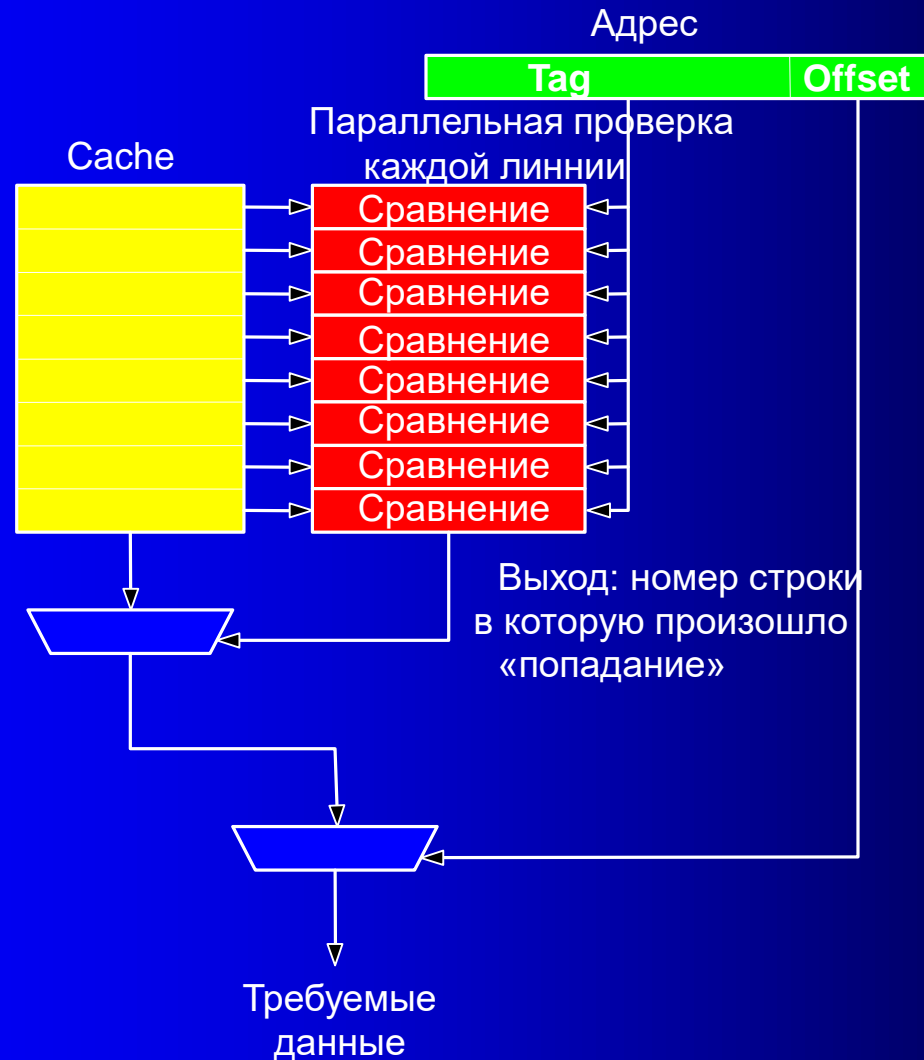 Адрес
Tag Offset
Параллельная проверка
каждой линнии
Cache
Сравнение
Сравнение
Сравнение
Сравнение
Сравнение
Сравнение
Сравнение
Сравнение
Выход: номер строки
в которую произошло
«попадание»
Требуемые
данные